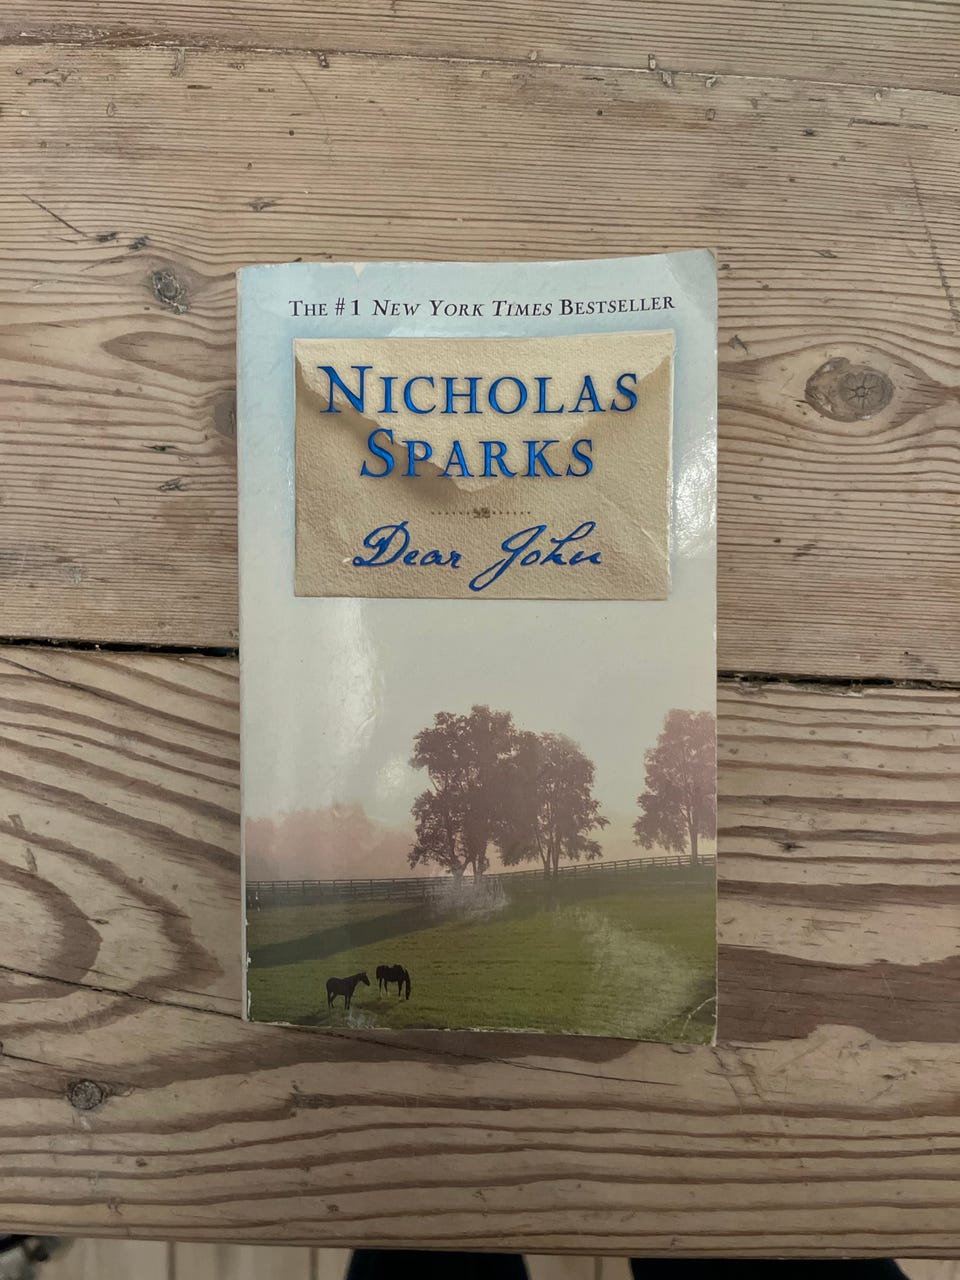 The #1 New York Times Bestseller
Nicholas
Sparks
Dear John